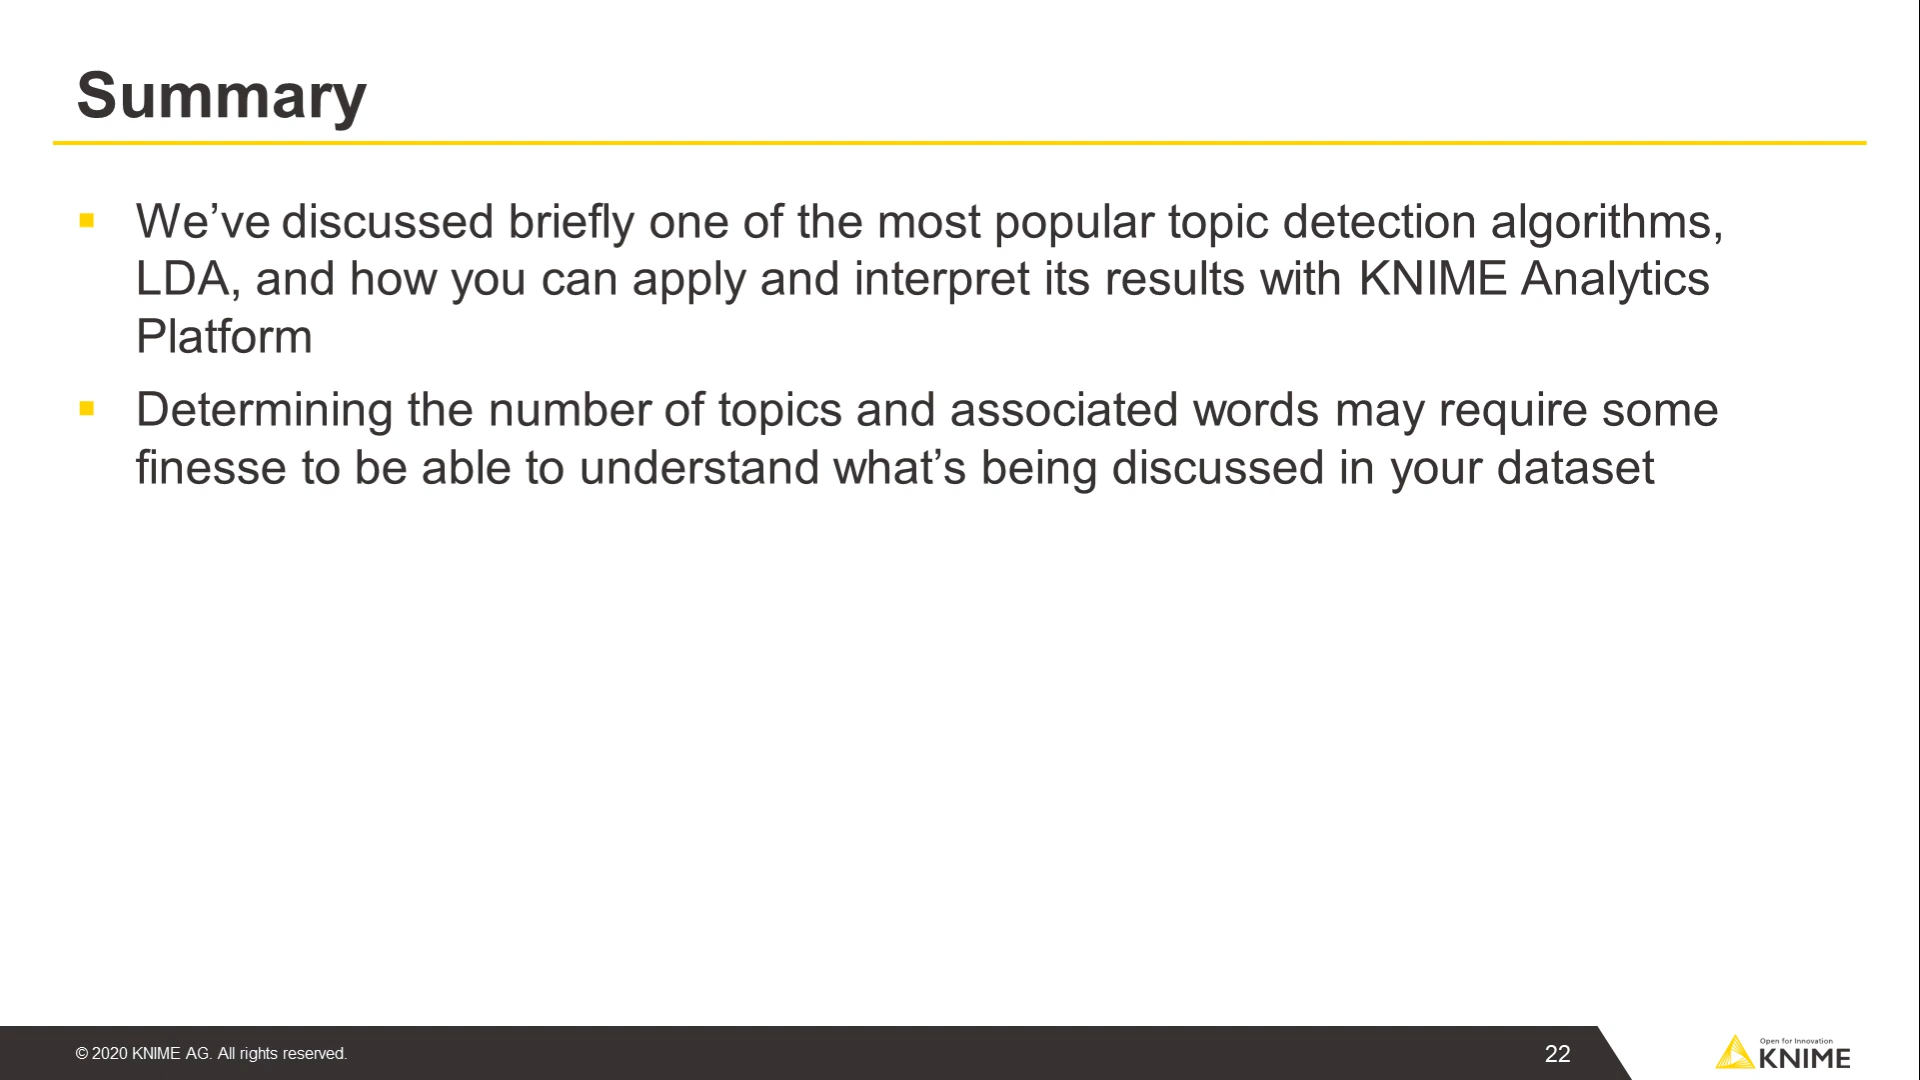 Summary
▪ We’ve discussed briefly one of the most popular topic detection algorithms,
LDA, and how you can apply and interpret its results with KNIME Analytics
Platform
▪ Determining the number of topics and associated words may require some
finesse to be able to understand what’s being discussed in your dataset
© 2020 KNIME AG. All rights reserved.
22
Open for Innovation
KNIME